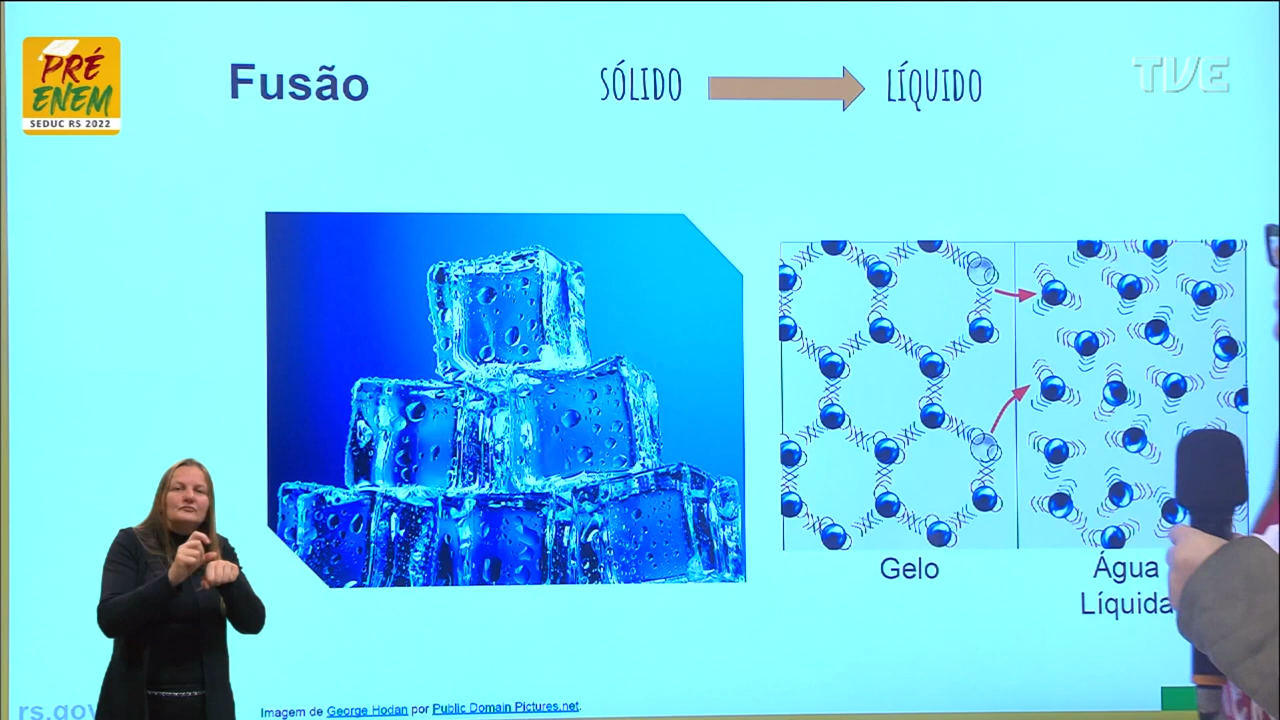 PRÉ
ENEM
SEDUC RS 2022
Fusão
SÓLIDO
LÍQUIDO
TVE
Gelo
Água
Líquida
rs.gov
Imagem de George Hodan por Public Domain Pictures.net.